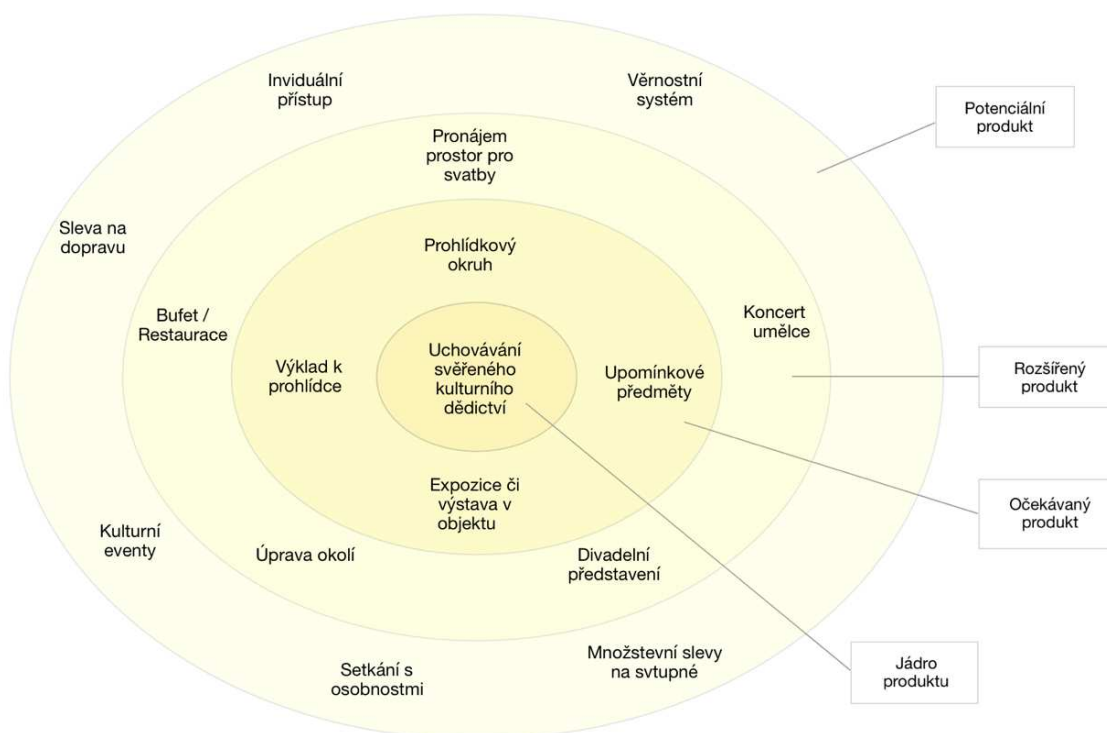 Inviduální
přístup
Věrnostní
systém
Potenciální
produkt
Pronájem
prostor pro
svatby
Sleva na
dopravu
Prohlídkový
okruh
Bufet /
Restaurace
Koncert
umělce
Výklad k
prohlídce
Uchovávání
svěřeného
kulturního
dědictví
Upomínkové
předměty
Rozšířený
produkt
Expozice či
výstava v
objektu
Očekávaný
produkt
Kulturní
eventy
Úprava okolí
Divadelní
představení
Setkání s
osobnostmi
Množstevní slevy
na svtupné
Jádro
produktu